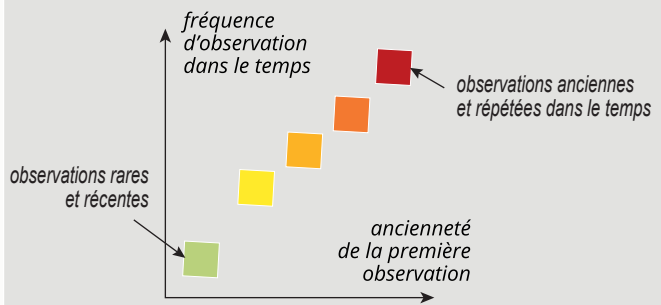 fréquence
d'observation
dans le temps
observations anciennes
et répétées dans le temps
observations rares
et récentes
ancienneté
de la première
observation